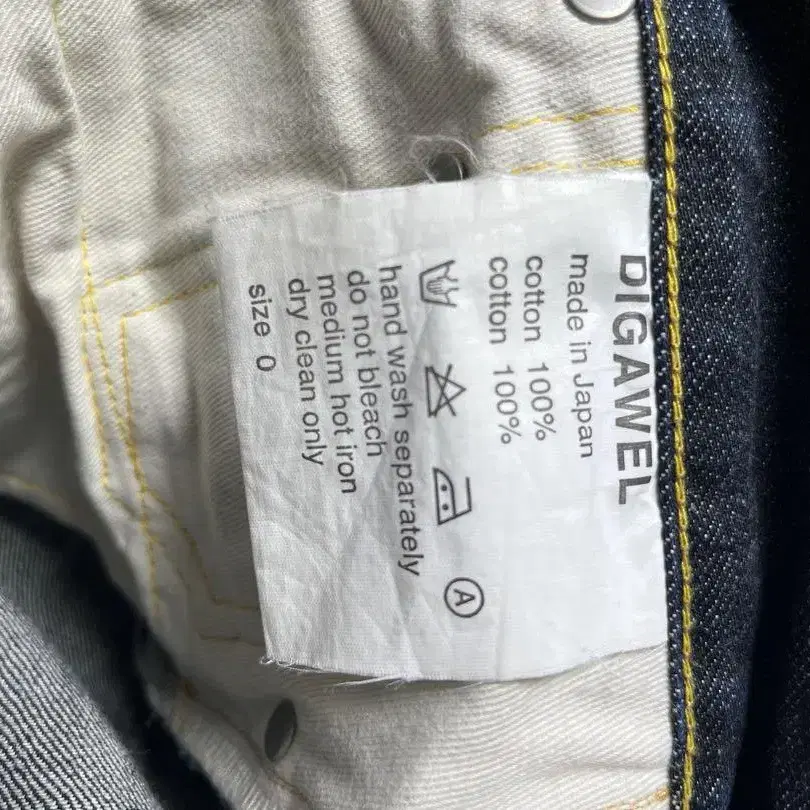 DIGAWEL
made in Japan
cotton 100%
cotton 100%
A
hand wash separately
do not bleach
medium hot iron
dry clean only
size 0